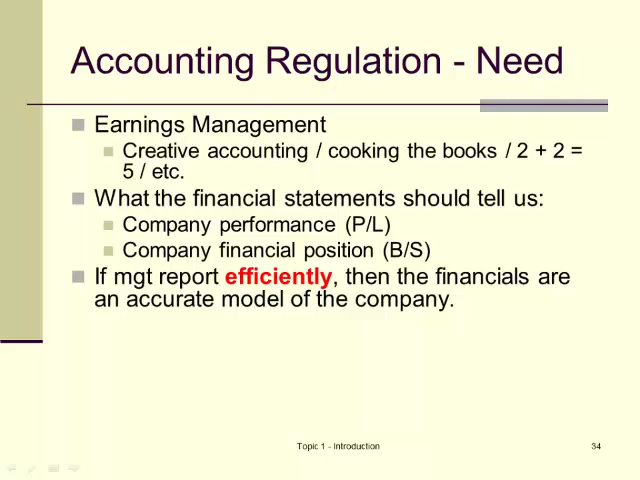 Accounting Regulation - Need
Earnings Management
Creative accounting / cooking the books / 2 + 2 =
5 / etc.
What the financial statements should tell us:
Company performance (P/L)
Company financial position (B/S)
If mgt report efficiently, then the financials are
an accurate model of the company.
Topic 1 - Introduction
34